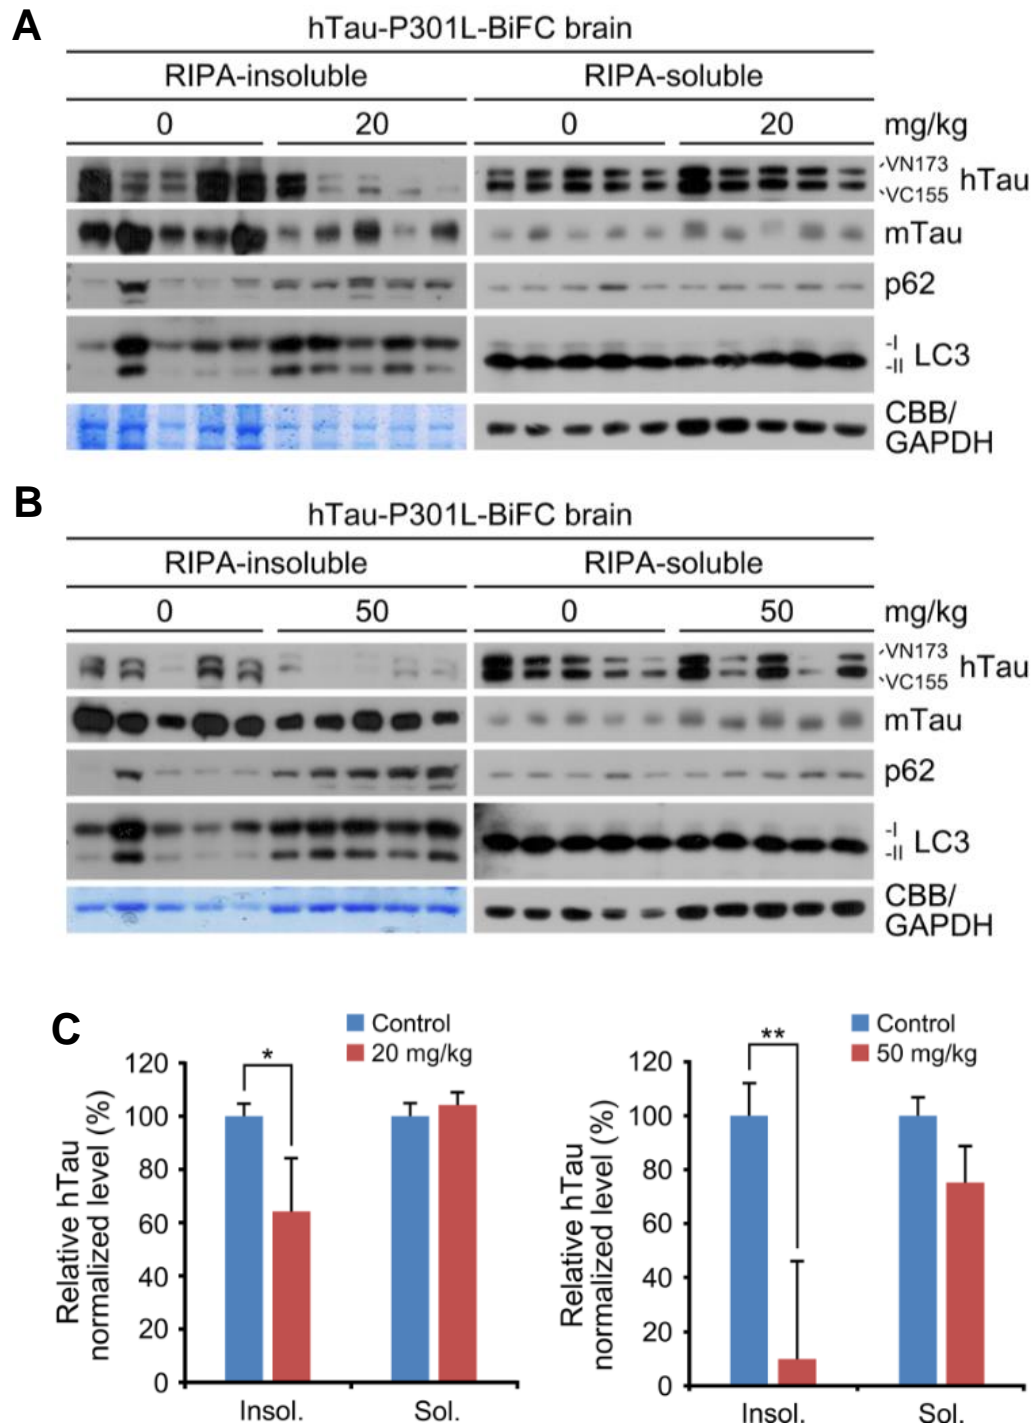 A
hTau-P301L-BiFC brain
RIPA-insoluble RIPA-soluble
0 20 0 20 mg/kg
VN173
VC155 hTau
mTau
p62
-I
-II LC3
CBB/
GAPDH
B
hTau-P301L-BiFC brain
RIPA-insoluble RIPA-soluble
0 50 0 50 mg/kg
VN173
VC155 hTau
mTau
p62
-I
-II LC3
CBB/
GAPDH
C
Control
20 mg/kg
Relative hTau
normalized level (%)
120
100
80
60
40
20
0
*
Insol. Sol.
Control
50 mg/kg
Relative hTau
normalized level (%)
120
100
80
60
40
20
0
**
Insol. Sol.